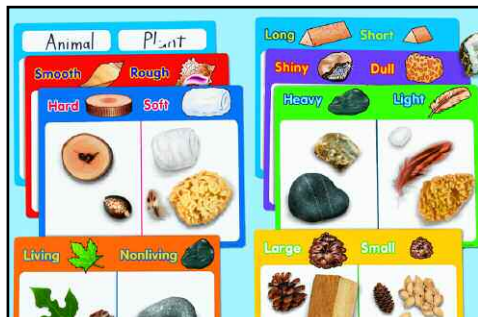 Animal Plant
Smooth Rough
Hard Soft
Living Nonliving
Long Short
Shiny Dull
Heavy Light
Large Small